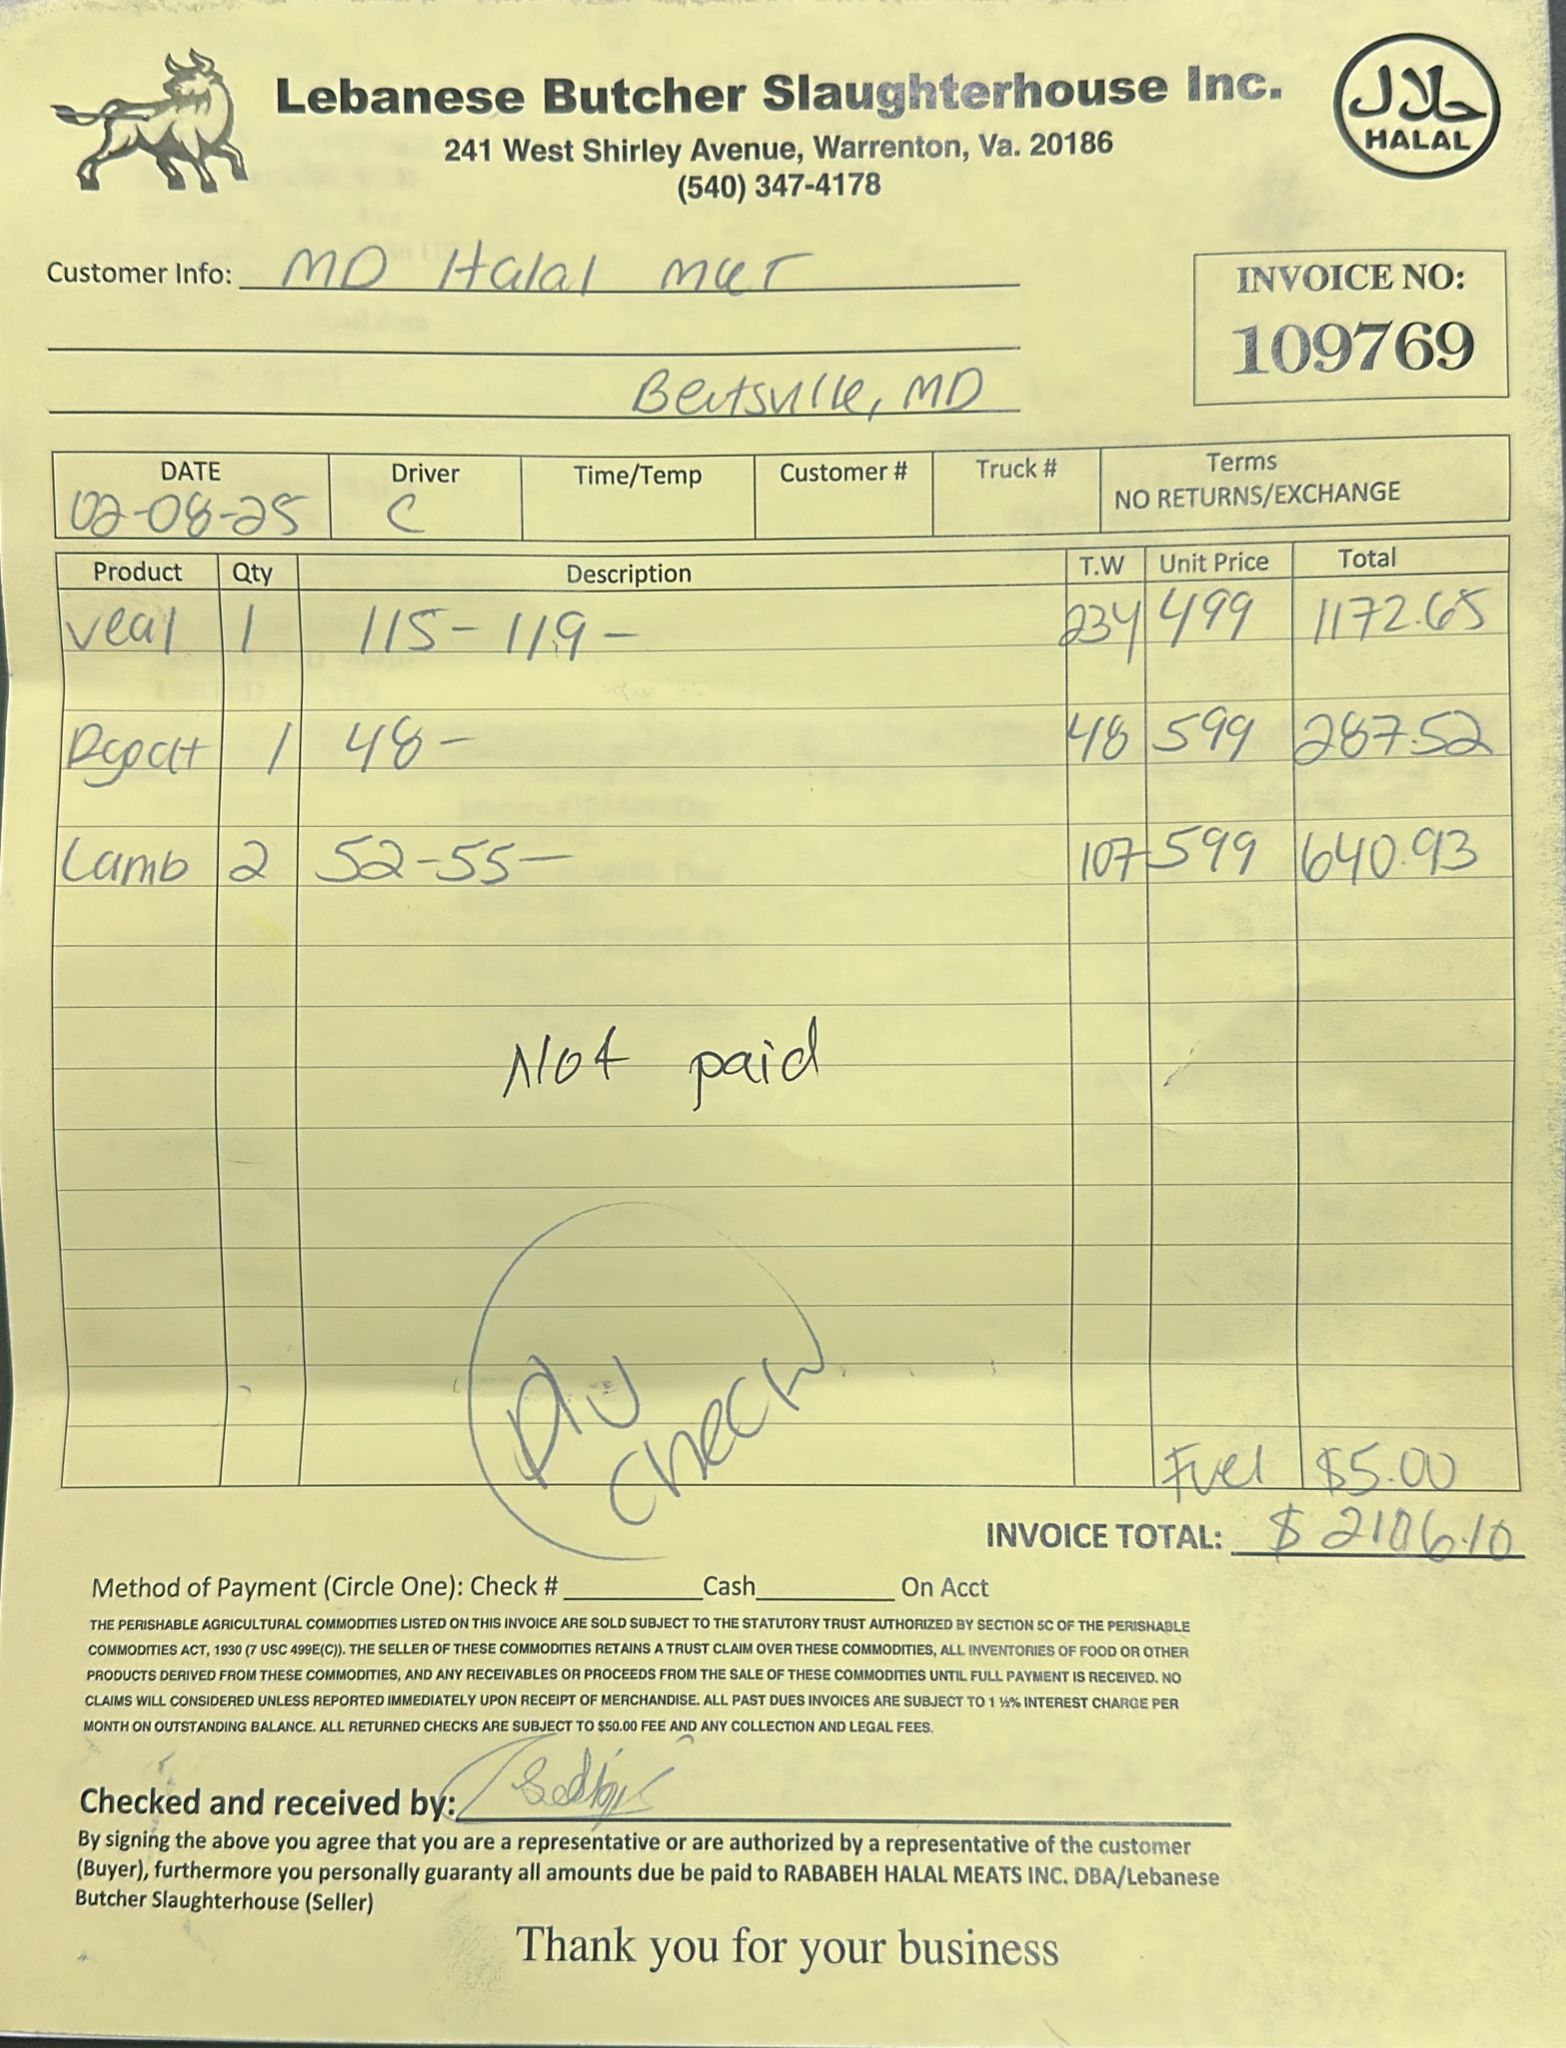 Lebanese Butcher Slaughterhouse Inc.
241 West Shirley Avenue, Warrenton, Va. 20186
(540) 347-4178
حلال
HALAL
Customer Info: MD Halal MKT
Beltsville, MD
INVOICE NO:
109769
DATE Driver Time/Temp Customer # Truck # Terms
02-08-25 C NO RETURNS/EXCHANGE
Product Qty Description T.W Unit Price Total
veal 1 115-119- 234 499 1172.65
Rgoat 1 48- 48 599 287.52
Lamb 2 52-55- 107 599 640.93
Not paid
P/U
check
Fuel $5.00
INVOICE TOTAL: $ 2106.10
Method of Payment (Circle One): Check # Cash On Acct
THE PERISHABLE AGRICULTURAL COMMODITIES LISTED ON THIS INVOICE ARE SOLD SUBJECT TO THE STATUTORY TRUST AUTHORIZED BY SECTION 5C OF THE PERISHABLE
COMMODITIES ACT, 1930 (7 USC 499E(C)). THE SELLER OF THESE COMMODITIES RETAINS A TRUST CLAIM OVER THESE COMMODITIES, ALL INVENTORIES OF FOOD OR OTHER
PRODUCTS DERIVED FROM THESE COMMODITIES, AND ANY RECEIVABLES OR PROCEEDS FROM THE SALE OF THESE COMMODITIES UNTIL FULL PAYMENT IS RECEIVED. NO
CLAIMS WILL CONSIDERED UNLESS REPORTED IMMEDIATELY UPON RECEIPT OF MERCHANDISE. ALL PAST DUES INVOICES ARE SUBJECT TO 1 ½% INTEREST CHARGE PER
MONTH ON OUTSTANDING BALANCE. ALL RETURNED CHECKS ARE SUBJECT TO $50.00 FEE AND ANY COLLECTION AND LEGAL FEES.
Checked and received by:
By signing the above you agree that you are a representative or are authorized by a representative of the customer
(Buyer), furthermore you personally guaranty all amounts due be paid to RABABEH HALAL MEATS INC. DBA/Lebanese
Butcher Slaughterhouse (Seller)
Thank you for your business